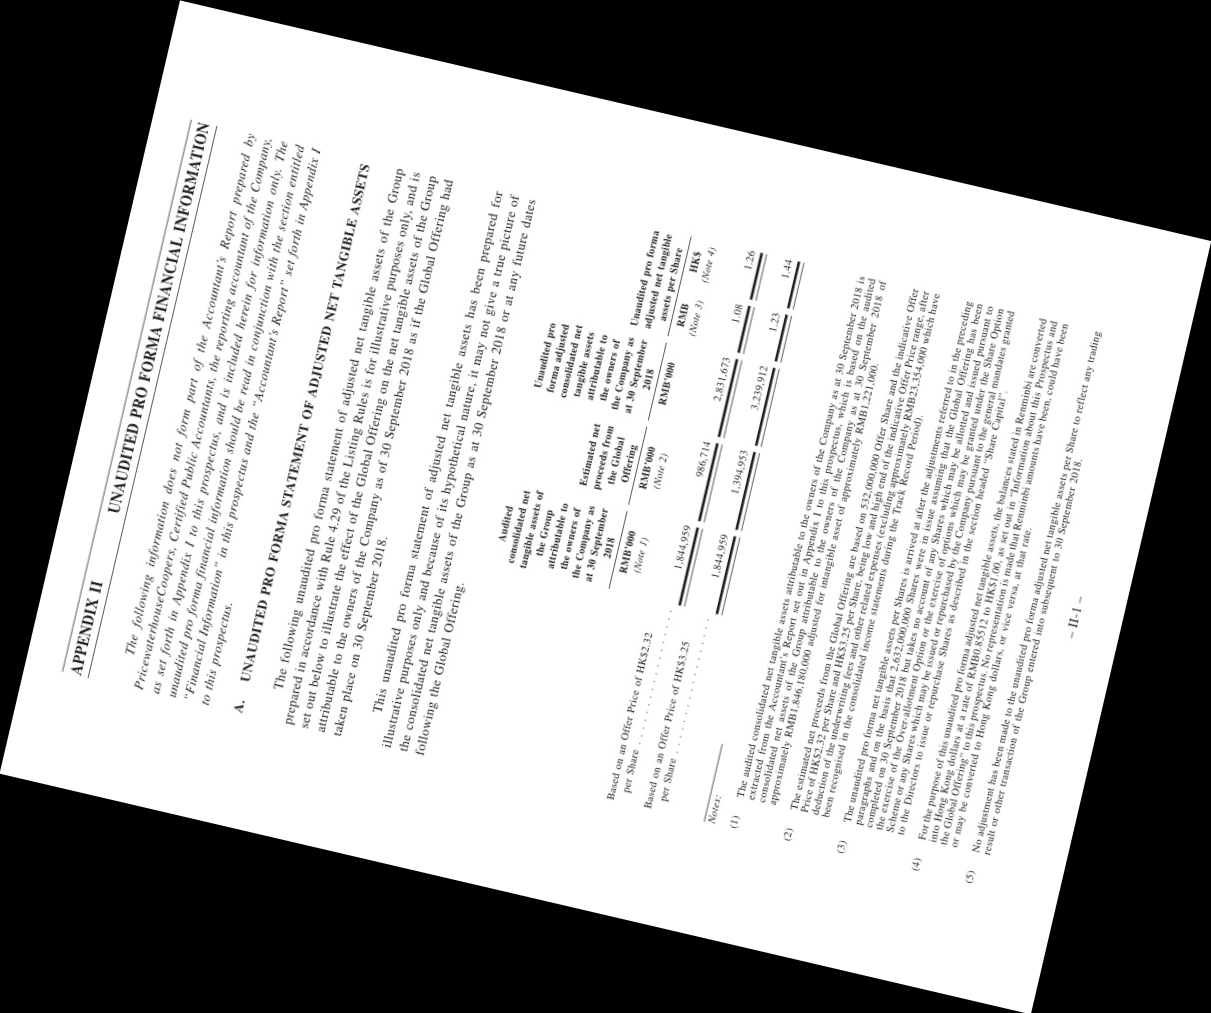 APPENDIX II UNAUDITED PRO FORMA FINANCIAL INFORMATION
The following information does not form part of the Accountant's Report prepared by
PricewaterhouseCoopers, Certified Public Accountants, the reporting accountant of the Company,
as set forth in Appendix I to this prospectus, and is included herein for information only. The
unaudited pro forma financial information should be read in conjunction with the section entitled
“Financial Information” in this prospectus and the “Accountant's Report” set forth in Appendix I
to this prospectus.
A. UNAUDITED PRO FORMA STATEMENT OF ADJUSTED NET TANGIBLE ASSETS
The following unaudited pro forma statement of adjusted net tangible assets of the Group
prepared in accordance with Rule 4.29 of the Listing Rules is for illustrative purposes only, and is
set out below to illustrate the effect of the Global Offering on the net tangible assets of the Group
attributable to the owners of the Company as of 30 September 2018 as if the Global Offering had
taken place on 30 September 2018.
This unaudited pro forma statement of adjusted net tangible assets has been prepared for
illustrative purposes only and because of its hypothetical nature, it may not give a true picture of
the consolidated net tangible assets of the Group as at 30 September 2018 or at any future dates
following the Global Offering.
Audited
consolidated net
tangible assets of
the Group
attributable to
the owners of
the Company as
at 30 September
2018
RMB'000
(Note 1)
Estimated net
proceeds from
the Global
Offering
RMB'000
(Note 2)
Unaudited pro
forma adjusted
consolidated net
tangible assets
attributable to
the owners of
the Company as
at 30 September
2018
RMB'000
Unaudited pro forma
adjusted net tangible
assets per Share
RMB HK$
(Note 3) (Note 4)
Based on an Offer Price of HK$2.32
per Share . . . . . . . . . . . . . . . . . . . . 1,844,959 986,714 2,831,673 1.08 1.26
Based on an Offer Price of HK$3.25
per Share . . . . . . . . . . . . . . . . . . . . 1,844,959 1,394,953 3,239,912 1.23 1.44
Notes:
(1) The audited consolidated net tangible assets attributable to the owners of the Company as at 30 September 2018 is
extracted from the Accountant's Report set out in Appendix I to this prospectus, which is based on the audited
consolidated net assets of the Group attributable to the owners of the Company as at 30 September 2018 of
approximately RMB1,846,180,000 adjusted for intangible asset of approximately RMB1,221,000.
(2) The estimated net proceeds from the Global Offering are based on 532,000,000 Offer Share and the indicative Offer
Price of HK$2.32 per Share and HK$3.25 per Share, being low and high end of the indicative Offer Price range, after
deduction of the underwriting fees and other related expenses (excluding approximately RMB23,354,000 which have
been recognised in the consolidated income statements during the Track Record Period).
(3) The unaudited pro forma net tangible assets per Shares is arrived at after the adjustments referred to in the preceding
paragraphs and on the basis that 2,632,000,000 Shares were in issue assuming that the Global Offering has been
completed on 30 September 2018 but takes no account of any Shares which may be allotted and issued pursuant to
the exercise of the Over-allotment Option or the exercise of options which may be granted under the Share Option
Scheme or any Shares which may be issued or repurchased by the Company pursuant to the general mandates granted
to the Directors to issue or repurchase Shares as described in the section headed “Share Capital”.
(4) For the purpose of this unaudited pro forma adjusted net tangible assets, the balances stated in Renminbi are converted
into Hong Kong dollars at a rate of RMB0.85512 to HK$1.00, as set out in “Information about this Prospectus and
the Global Offering” to this prospectus. No representation is made that Renminbi amounts have been, could have been
or may be converted to Hong Kong dollars, or vice versa, at that rate.
(5) No adjustment has been made to the unaudited pro forma adjusted net tangible assets per Share to reflect any trading
result or other transaction of the Group entered into subsequent to 30 September 2018.
– II-1 –